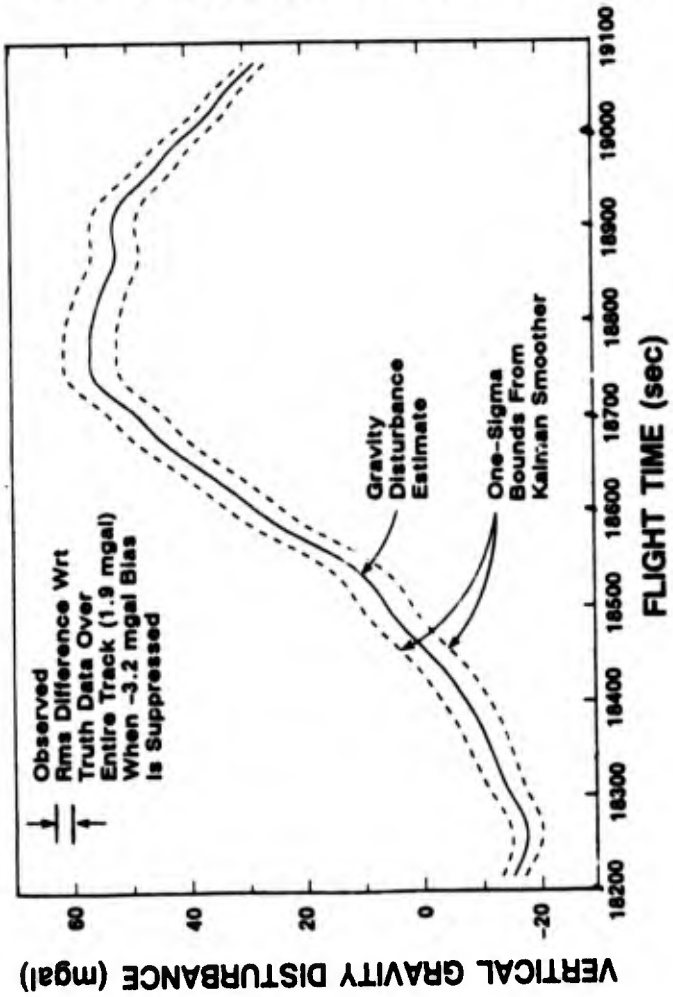 Observed
Rms Difference Wrt
Truth Data Over
Entire Track (1.9 mgal)
When -3.2 mgal Bias
is Suppressed
Gravity
Disturbance
Estimate
One-Sigma
Bounds From
Kalman Smoother
VERTICAL GRAVITY DISTURBANCE (mgal)
60
40
20
0
-20
18200
18300
18400
18500
18600
18700
18800
18900
19000
19100
FLIGHT TIME (sec)